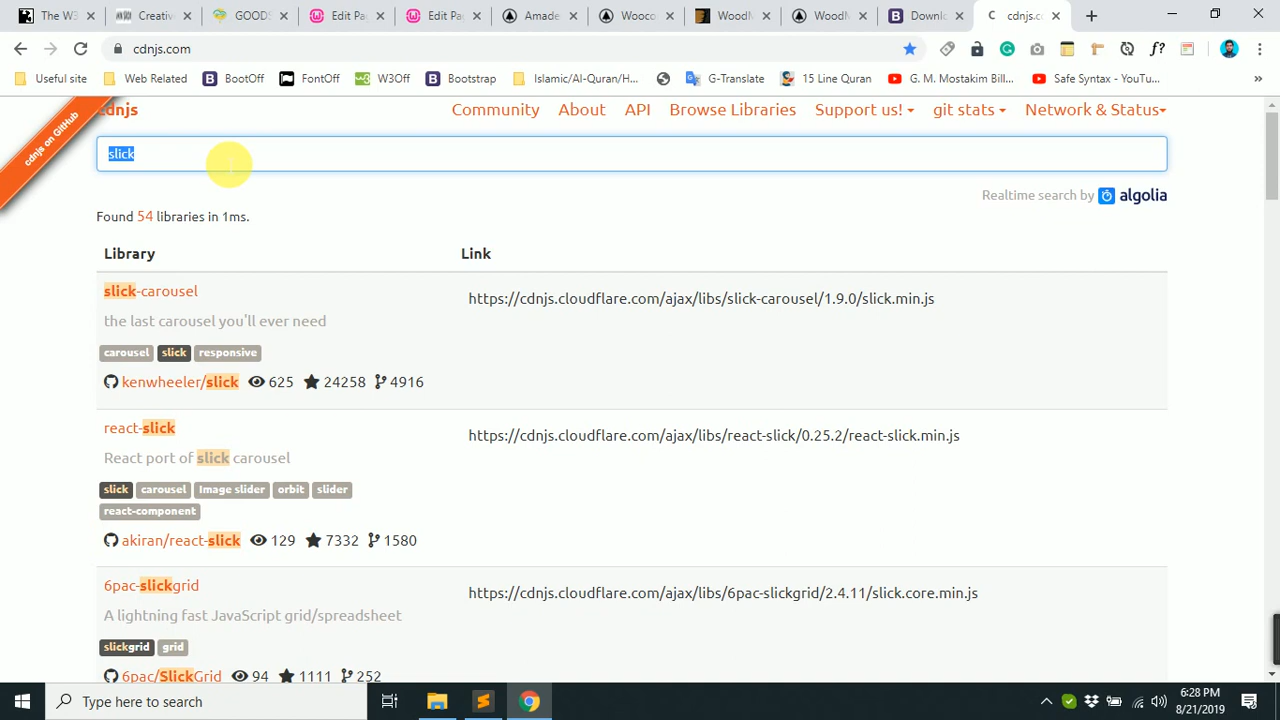 The W3
Creative
GOODS
Edit Pa
Edit Pa
Amade
Wooco
WoodM
Woodk
Downlo
cdnjs.c
cdnjs.com
Useful site
Web Related
BootOff
FontOff
W3Off
Bootstrap
Islamic/Al-Quran/H...
G-Translate
15 Line Quran
G. M. Mostakim Bill...
Safe Syntax - YouTu...
cdnjs on GitHub
cdnjs
Community
About
API
Browse Libraries
Support us!
git stats
Network & Status
slick
Realtime search by algolia
Found 54 libraries in 1ms.
Library
Link
slick-carousel
https://cdnjs.cloudflare.com/ajax/libs/slick-carousel/1.9.0/slick.min.js
the last carousel you'll ever need
carousel slick responsive
kenwheeler/slick 625 24258 4916
react-slick
https://cdnjs.cloudflare.com/ajax/libs/react-slick/0.25.2/react-slick.min.js
React port of slick carousel
slick carousel Image slider orbit slider
react-component
akiran/react-slick 129 7332 1580
6pac-slickgrid
https://cdnjs.cloudflare.com/ajax/libs/6pac-slickgrid/2.4.11/slick.core.min.js
A lightning fast JavaScript grid/spreadsheet
slickgrid grid
6pac/SlickGrid 94 1111 252
Type here to search
6:28 PM
8/21/2019